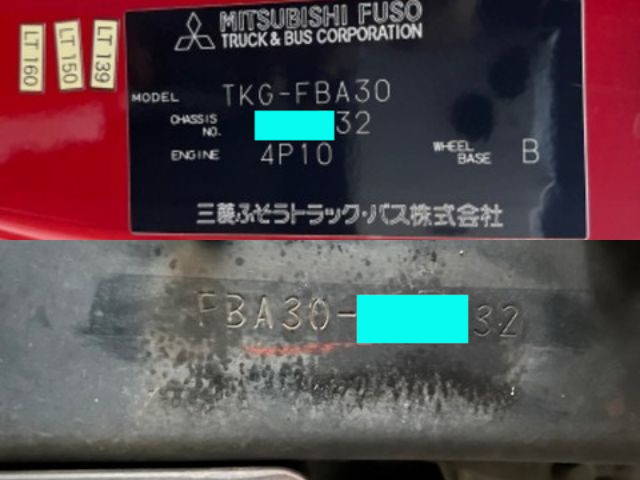 LT 160
LT 150
LT 139
MITSUBISHI FUSO
TRUCK & BUS CORPORATION
MODEL TKG-FBA30
CHASSIS NO. 32
ENGINE 4P10 WHEEL BASE B
三菱ふそうトラック・バス株式会社
FBA30- 32